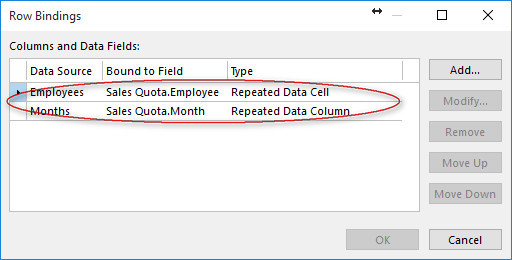 Row Bindings
Columns and Data Fields:
Data Source Bound to Field Type
Employees Sales Quota.Employee Repeated Data Cell
Months Sales Quota.Month Repeated Data Column
Add...
Modify...
Remove
Move Up
Move Down
OK Cancel